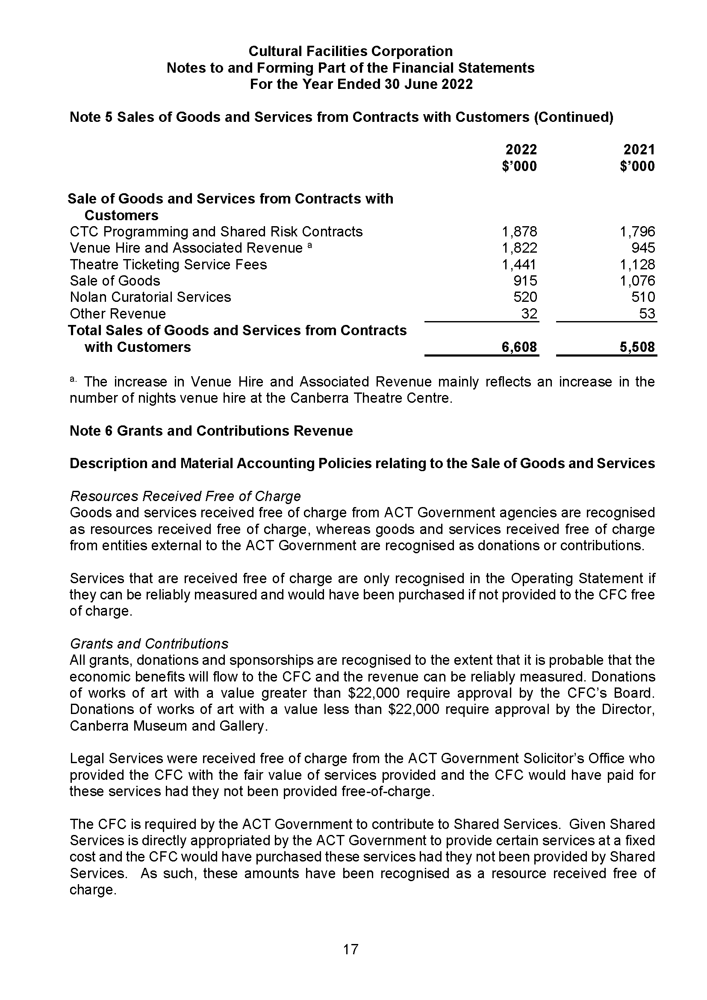 Cultural Facilities Corporation
Notes to and Forming Part of the Financial Statements
For the Year Ended 30 June 2022
Note 5 Sales of Goods and Services from Contracts with Customers (Continued)
2022 2021
$’000 $’000
Sale of Goods and Services from Contracts with
Customers
CTC Programming and Shared Risk Contracts 1,878 1,796
Venue Hire and Associated Revenue a 1,822 945
Theatre Ticketing Service Fees 1,441 1,128
Sale of Goods 915 1,076
Nolan Curatorial Services 520 510
Other Revenue 32 53
Total Sales of Goods and Services from Contracts
with Customers 6,608 5,508
a. The increase in Venue Hire and Associated Revenue mainly reflects an increase in the
number of nights venue hire at the Canberra Theatre Centre.
Note 6 Grants and Contributions Revenue
Description and Material Accounting Policies relating to the Sale of Goods and Services
Resources Received Free of Charge
Goods and services received free of charge from ACT Government agencies are recognised
as resources received free of charge, whereas goods and services received free of charge
from entities external to the ACT Government are recognised as donations or contributions.
Services that are received free of charge are only recognised in the Operating Statement if
they can be reliably measured and would have been purchased if not provided to the CFC free
of charge.
Grants and Contributions
All grants, donations and sponsorships are recognised to the extent that it is probable that the
economic benefits will flow to the CFC and the revenue can be reliably measured. Donations
of works of art with a value greater than $22,000 require approval by the CFC’s Board.
Donations of works of art with a value less than $22,000 require approval by the Director,
Canberra Museum and Gallery.
Legal Services were received free of charge from the ACT Government Solicitor’s Office who
provided the CFC with the fair value of services provided and the CFC would have paid for
these services had they not been provided free-of-charge.
The CFC is required by the ACT Government to contribute to Shared Services. Given Shared
Services is directly appropriated by the ACT Government to provide certain services at a fixed
cost and the CFC would have purchased these services had they not been provided by Shared
Services. As such, these amounts have been recognised as a resource received free of
charge.
17